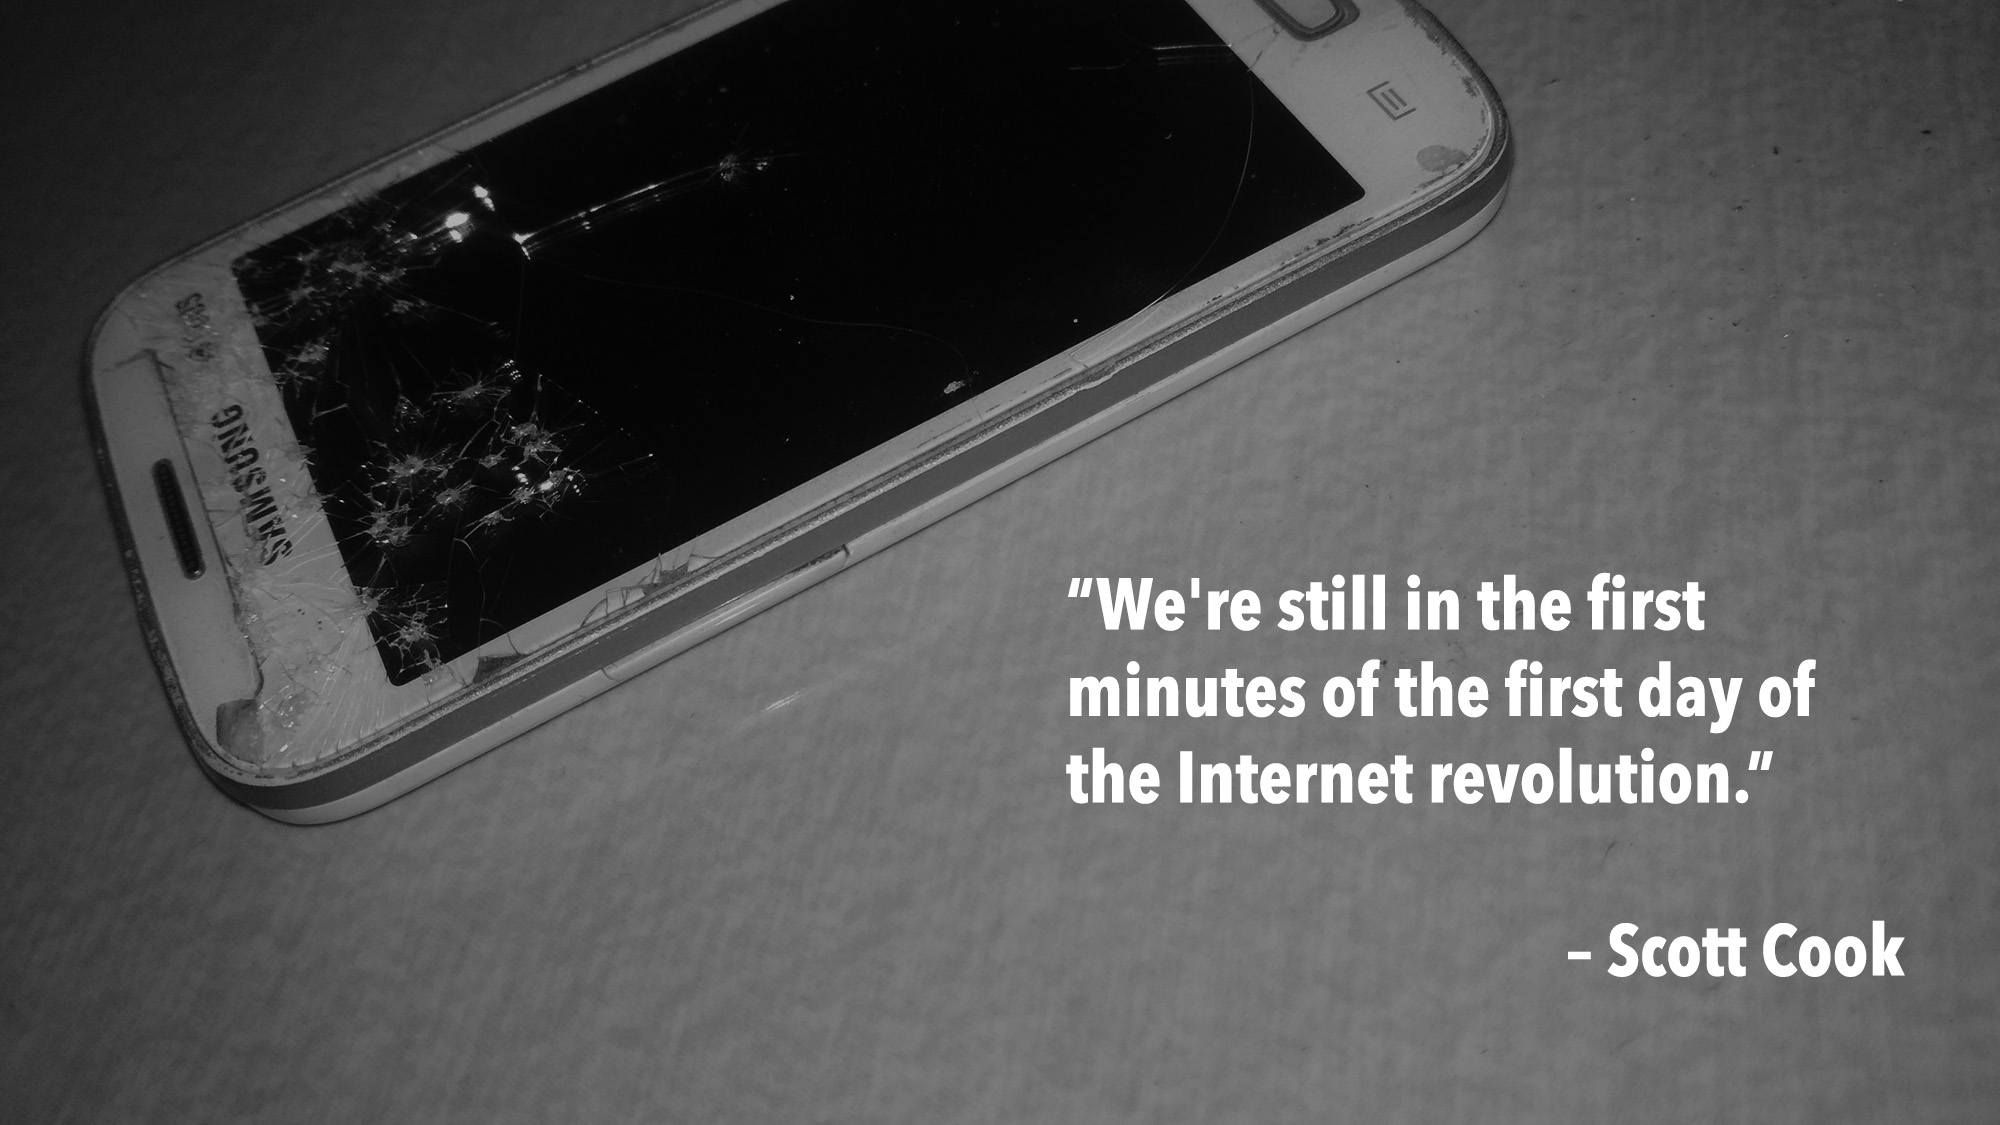 SAMSUNG
“We're still in the first
minutes of the first day of
the Internet revolution.”
– Scott Cook